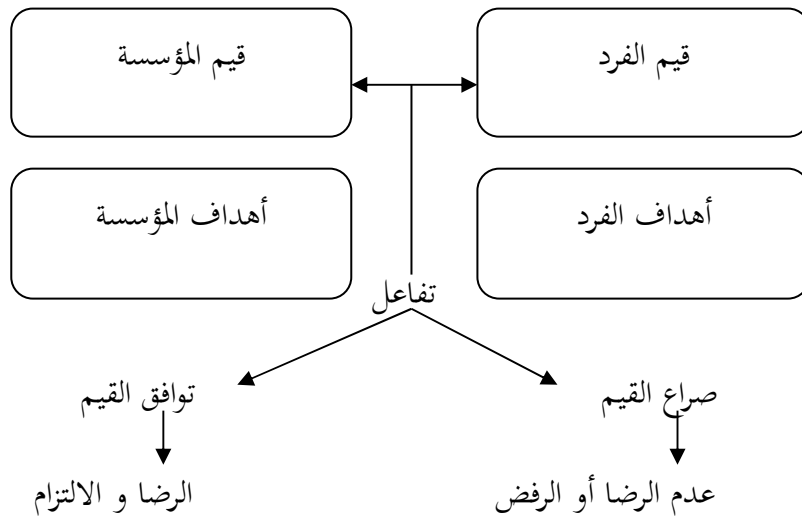 قيم الفرد
قيم المؤسسة
أهداف الفرد
أهداف المؤسسة
تفاعل
صراع القيم
توافق القيم
عدم الرضا أو الرفض
الرضا و الالتزام